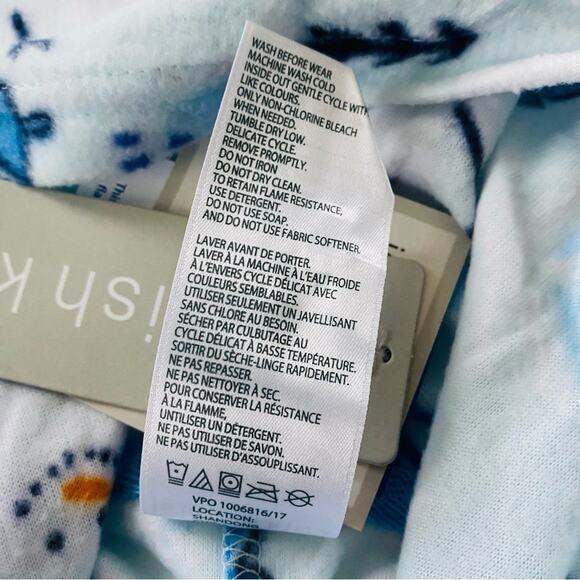 WASH BEFORE WEAR
MACHINE WASH COLD
INSIDE OUT GENTLE CYCLE WITH
LIKE COLOURS.
ONLY NON-CHLORINE BLEACH
WHEN NEEDED.
TUMBLE DRY LOW.
DELICATE CYCLE.
REMOVE PROMPTLY.
DO NOT IRON
DO NOT DRY CLEAN.
TO RETAIN FLAME RESISTANCE,
USE DETERGENT.
DO NOT USE SOAP.
AND DO NOT USE FABRIC SOFTENER.
LAVER AVANT DE PORTER.
LAVER À LA MACHINE À L'EAU FROIDE
À L'ENVERS CYCLE DÉLICAT AVEC
COULEURS SEMBLABLES.
UTILISER SEULEMENT UN JAVELLISANT
SANS CHLORE AU BESOIN.
SÉCHER PAR CULBUTAGE AU
CYCLE DÉLICAT À BASSE TEMPÉRATURE.
SORTIR DU SÈCHE-LINGE RAPIDEMENT.
NE PAS REPASSER.
NE PAS NETTOYER À SEC.
POUR CONSERVER LA RÉSISTANCE
À LA FLAMME,
UNTILISER UN DÉTERGENT.
NE PAS UTILISER DE SAVON.
NE PAS UTILISER D'ASSOUPLISSANT.
VPO 1006816/17
LOCATION:
SHANDONG
ish k